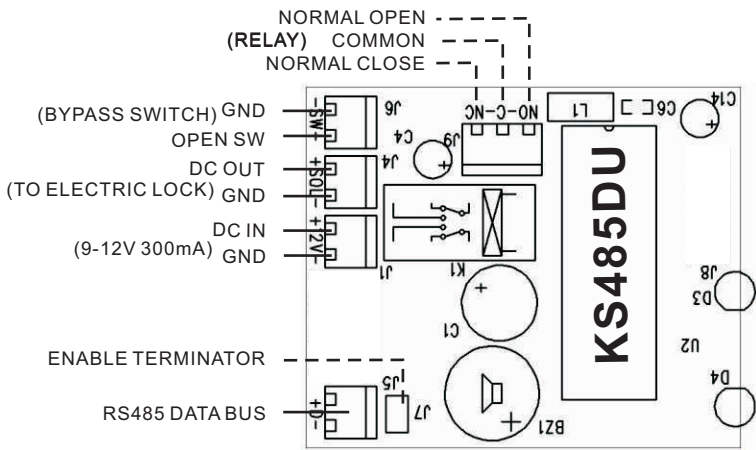 NORMAL OPEN
(RELAY) COMMON
NORMAL CLOSE
(BYPASS SWITCH) GND
OPEN SW
DC OUT
(TO ELECTRIC LOCK) GND
DC IN
(9-12V 300mA) GND
ENABLE TERMINATOR
RS485 DATA BUS
-SW-
J6
+SOL-
J4
+12V-
J1
+D-
J5
J7
NC-C-NO
J9
C4
L1
C6
C14
K1
C1
BZ1
KS485DU
J8
D3
U2
D4